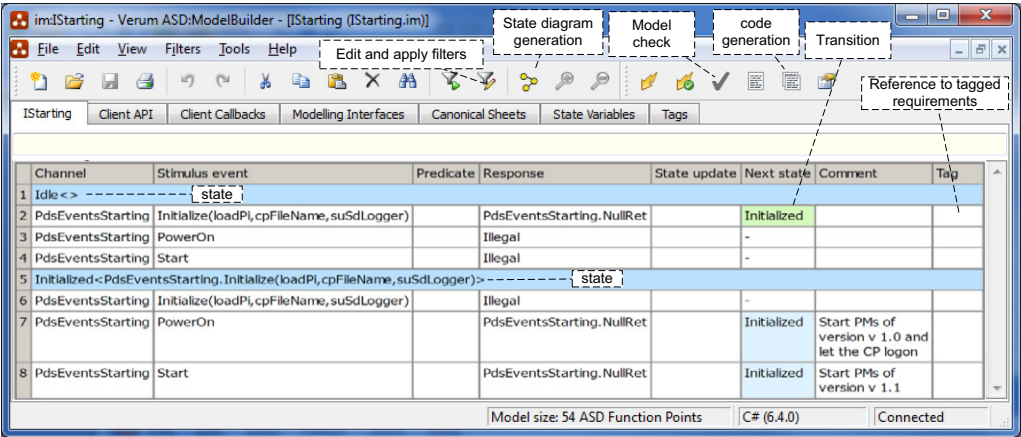 im:IStarting - Verum ASD:ModelBuilder - [IStarting (IStarting.im)]
State diagram
generation
Model
check
code
generation
Transition
File Edit View Filters Tools Help
Edit and apply filters
Reference to tagged
requirements
IStarting Client API Client Callbacks Modelling Interfaces Canonical Sheets State Variables Tags
Channel Stimulus event Predicate Response State update Next state Comment Tag
1 Idle<> state
2 PdsEventsStarting Initialize(loadPi,cpFileName,suSdLogger) PdsEventsStarting.NullRet Initialized
3 PdsEventsStarting PowerOn Illegal -
4 PdsEventsStarting Start Illegal -
5 Initialized<PdsEventsStarting.Initialize(loadPi,cpFileName,suSdLogger)> state
6 PdsEventsStarting Initialize(loadPi,cpFileName,suSdLogger) Illegal -
7 PdsEventsStarting PowerOn PdsEventsStarting.NullRet Initialized Start PMs of
version v 1.0 and
let the CP logon
8 PdsEventsStarting Start PdsEventsStarting.NullRet Initialized Start PMs of
version v 1.1
Model size: 54 ASD Function Points C# (6.4.0) Connected